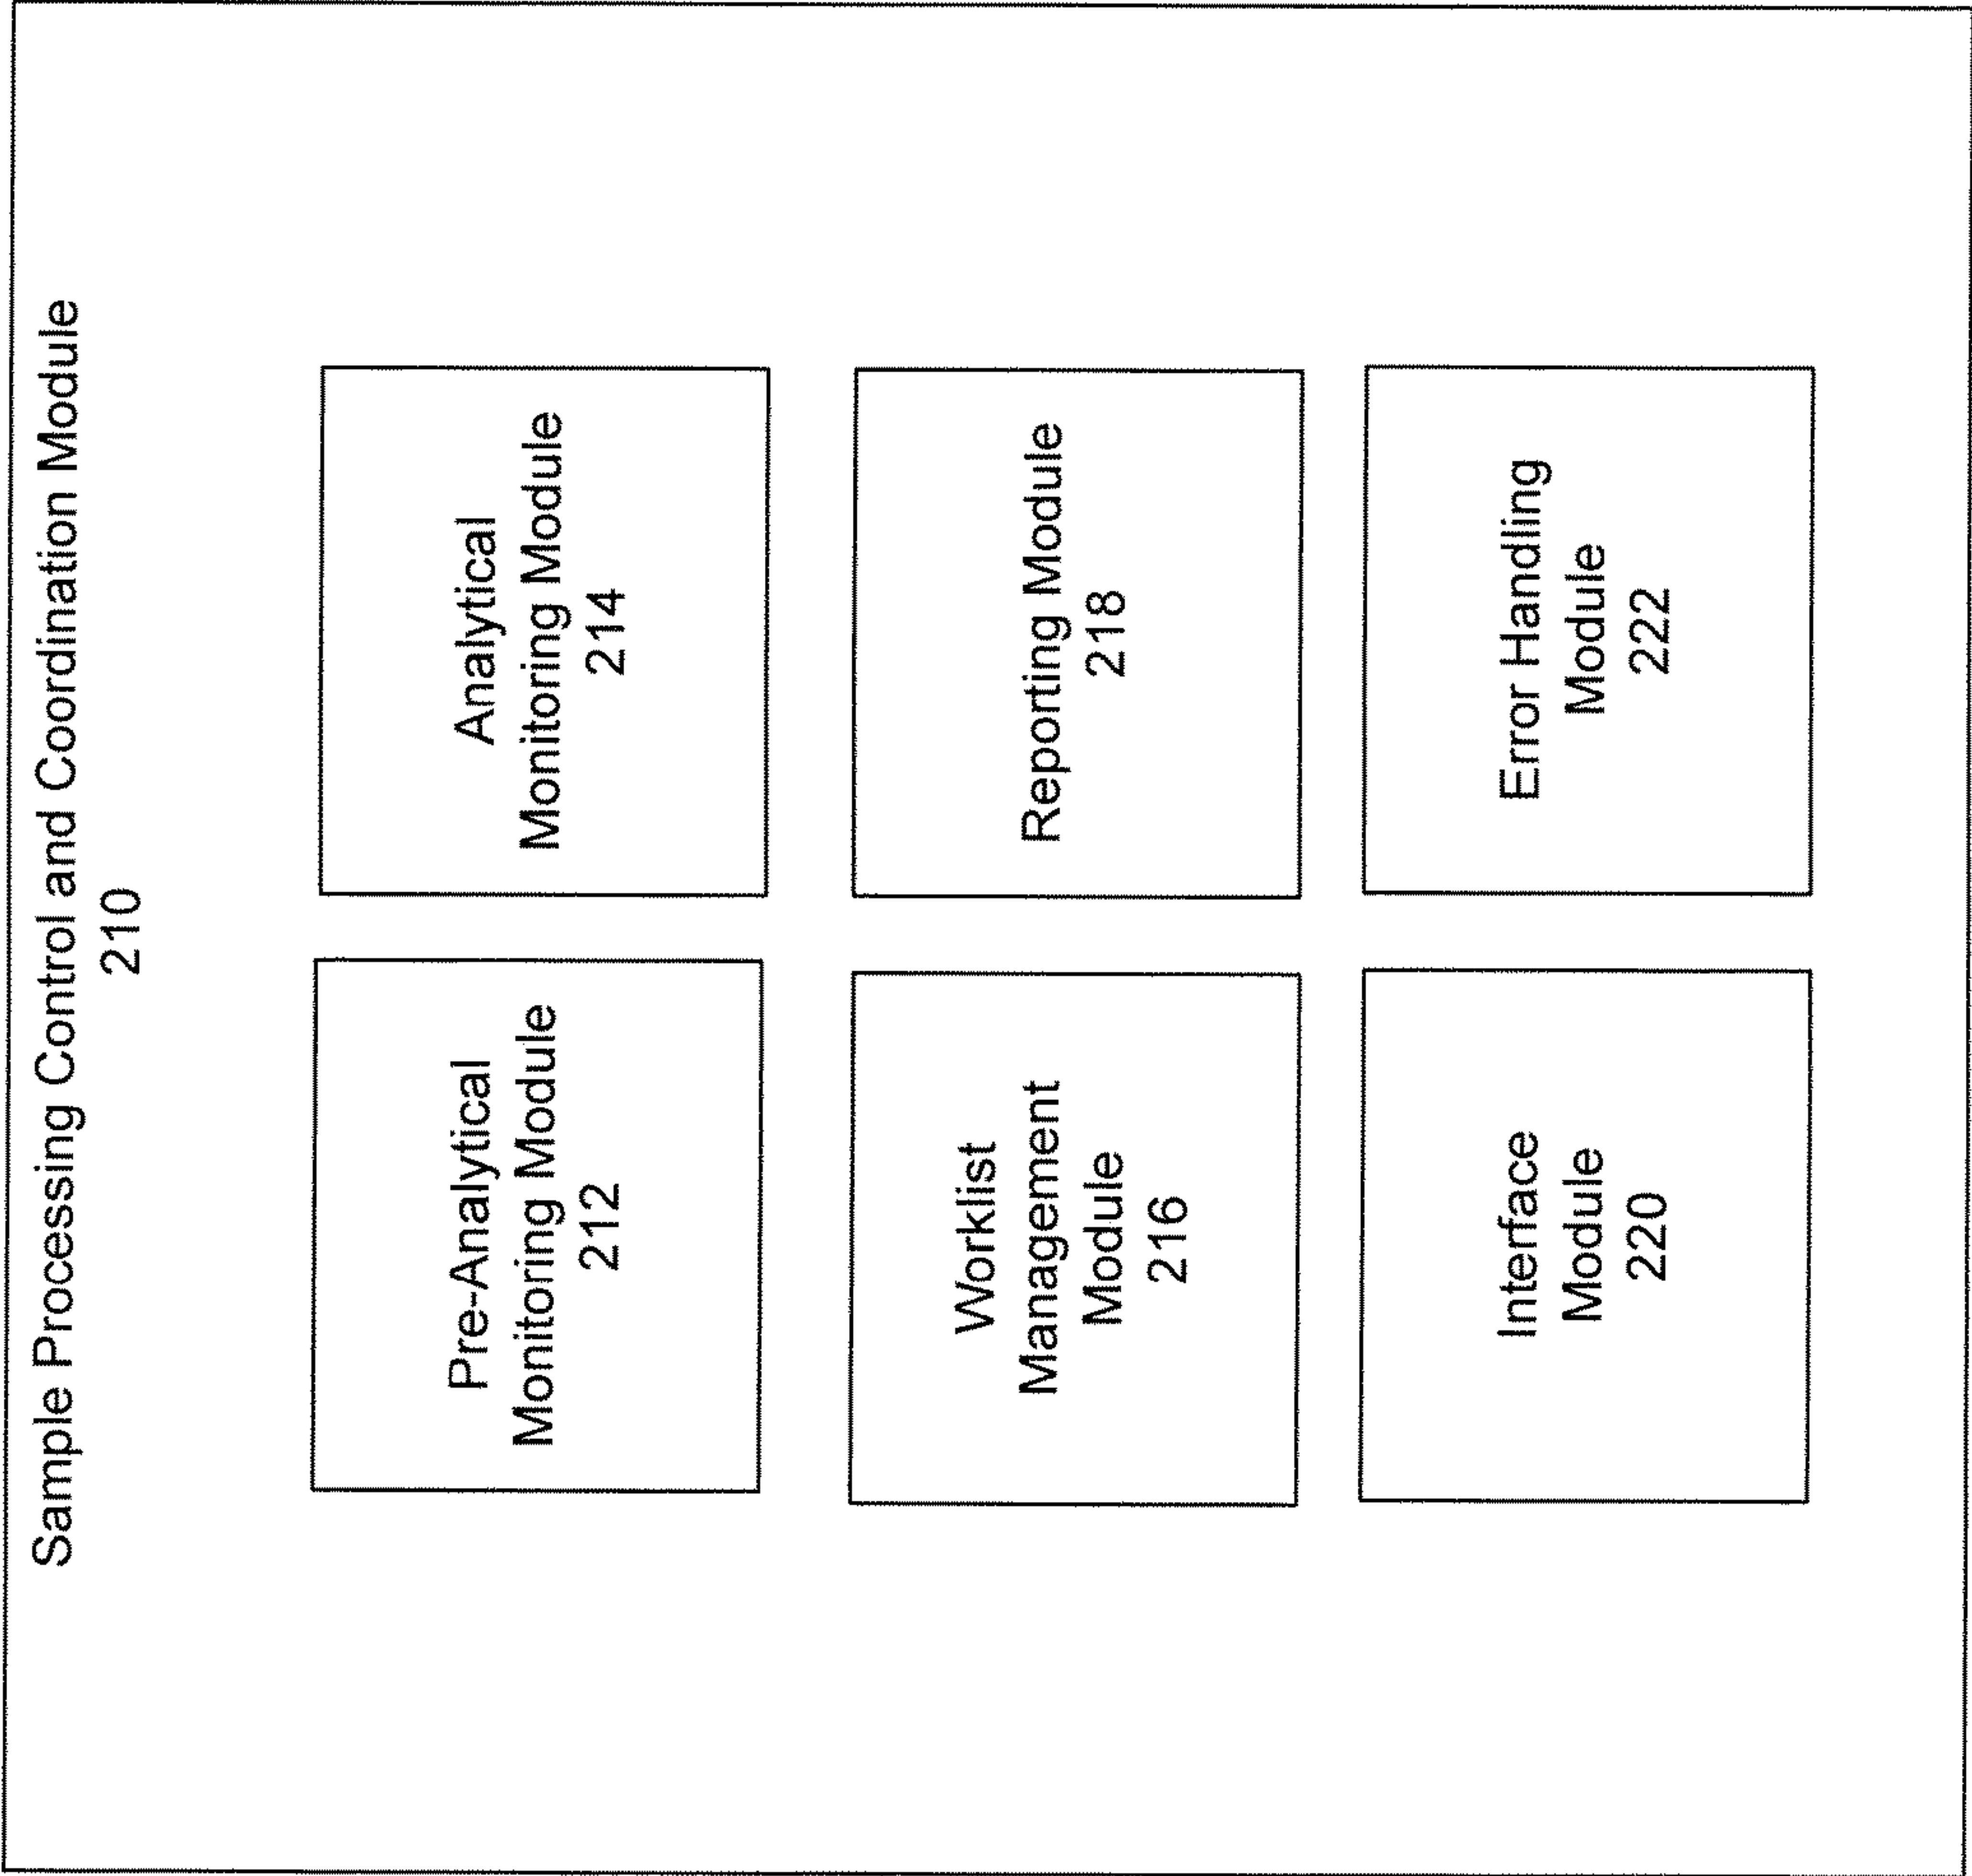 Sample Processing Control and Coordination Module
210
Pre-Analytical
Monitoring Module
212
Analytical
Monitoring Module
214
Worklist
Management
Module
216
Reporting Module
218
Interface
Module
220
Error Handling
Module
222